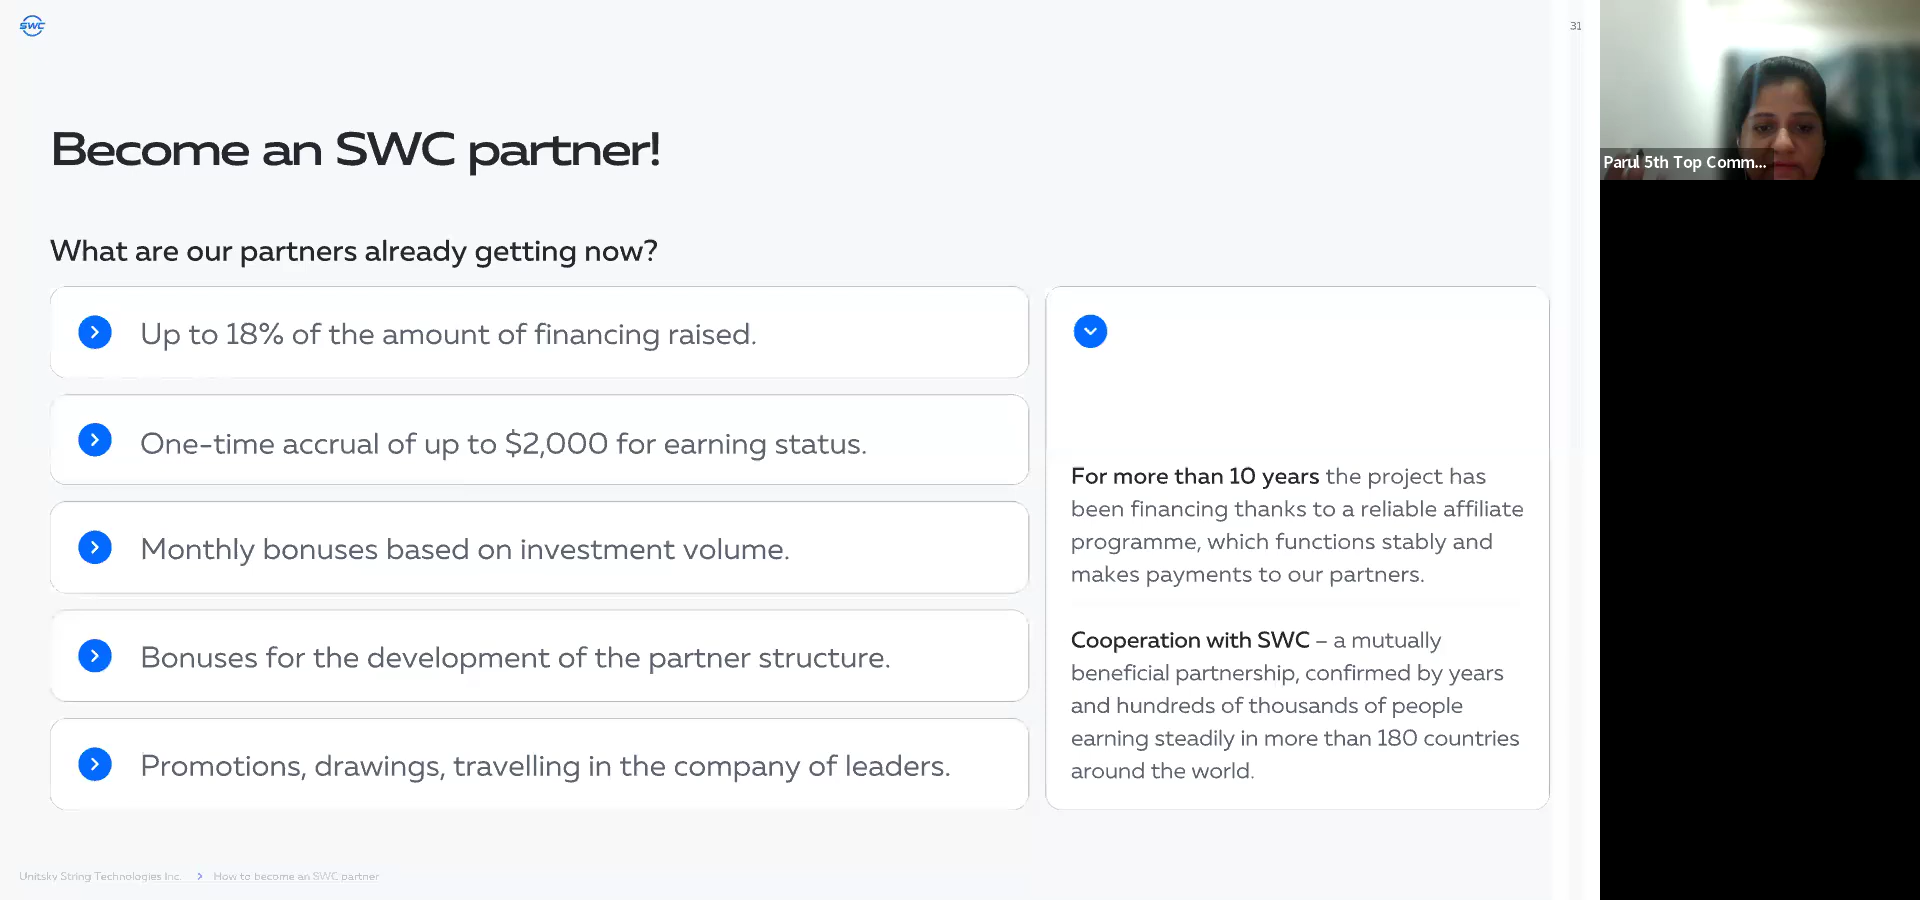 SWC
31
Become an SWC partner!
What are our partners already getting now?
Up to 18% of the amount of financing raised.
One-time accrual of up to $2,000 for earning status.
Monthly bonuses based on investment volume.
Bonuses for the development of the partner structure.
Promotions, drawings, travelling in the company of leaders.
For more than 10 years the project has
been financing thanks to a reliable affiliate
programme, which functions stably and
makes payments to our partners.
Cooperation with SWC – a mutually
beneficial partnership, confirmed by years
and hundreds of thousands of people
earning steadily in more than 180 countries
around the world.
Unitsky String Technologies Inc. How to become an SWC partner
Parul 5th Top Comm...